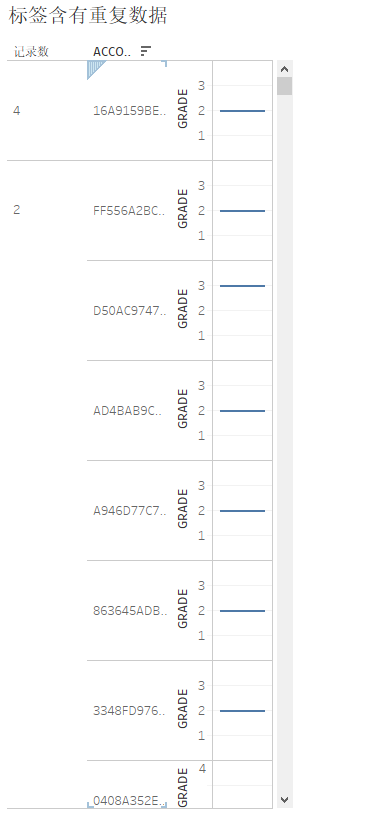 标签含有重复数据
记录数 ACCO..
4 16A9159BE.. GRADE 3 2 1
2 FF556A2BC.. GRADE 3 2 1
D50AC9747.. GRADE 3 2 1
AD4BAB9C.. GRADE 3 2 1
A946D77C7.. GRADE 3 2 1
863645ADB.. GRADE 3 2 1
3348FD976.. GRADE 3 2 1
0408A352E.. GRADE 4